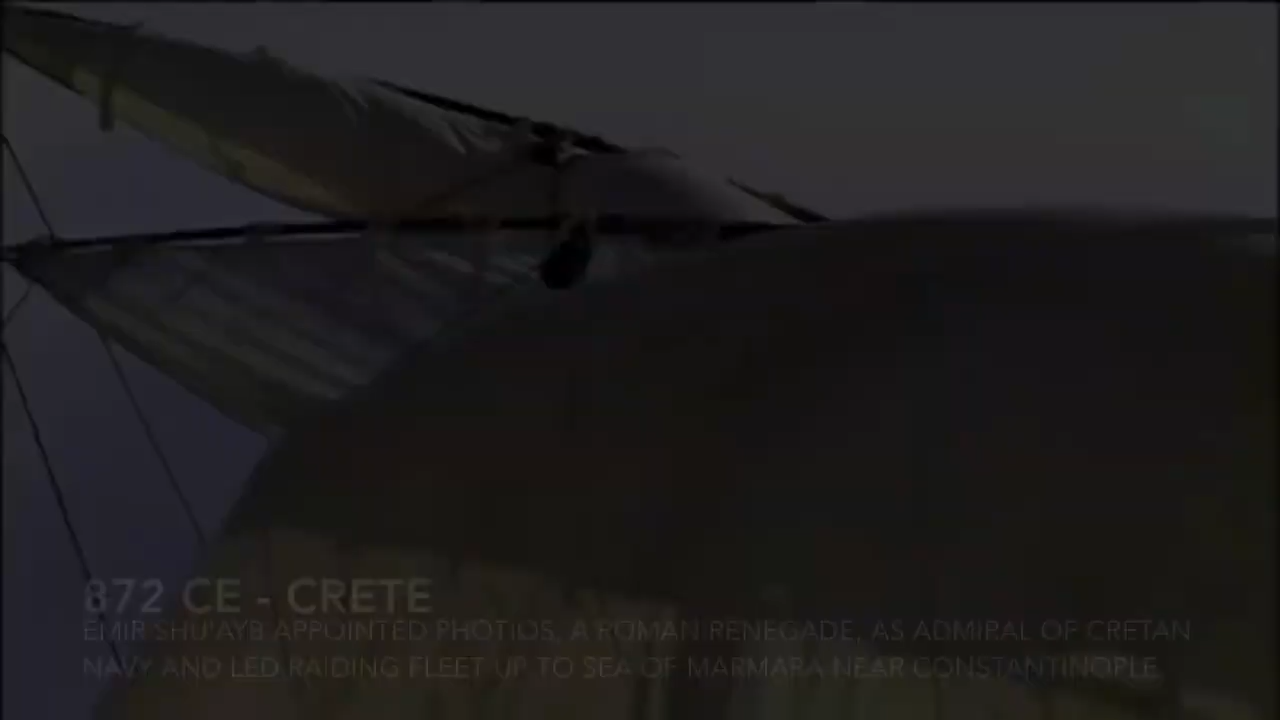 872 CE - CRETE
EMIR SHU'AYB APPOINTED PHOTIOS, A ROMAN RENEGADE, AS ADMIRAL OF CRETAN
NAVY AND LED RAIDING FLEET UP TO SEA OF MARMARA NEAR CONSTANTINOPLE.